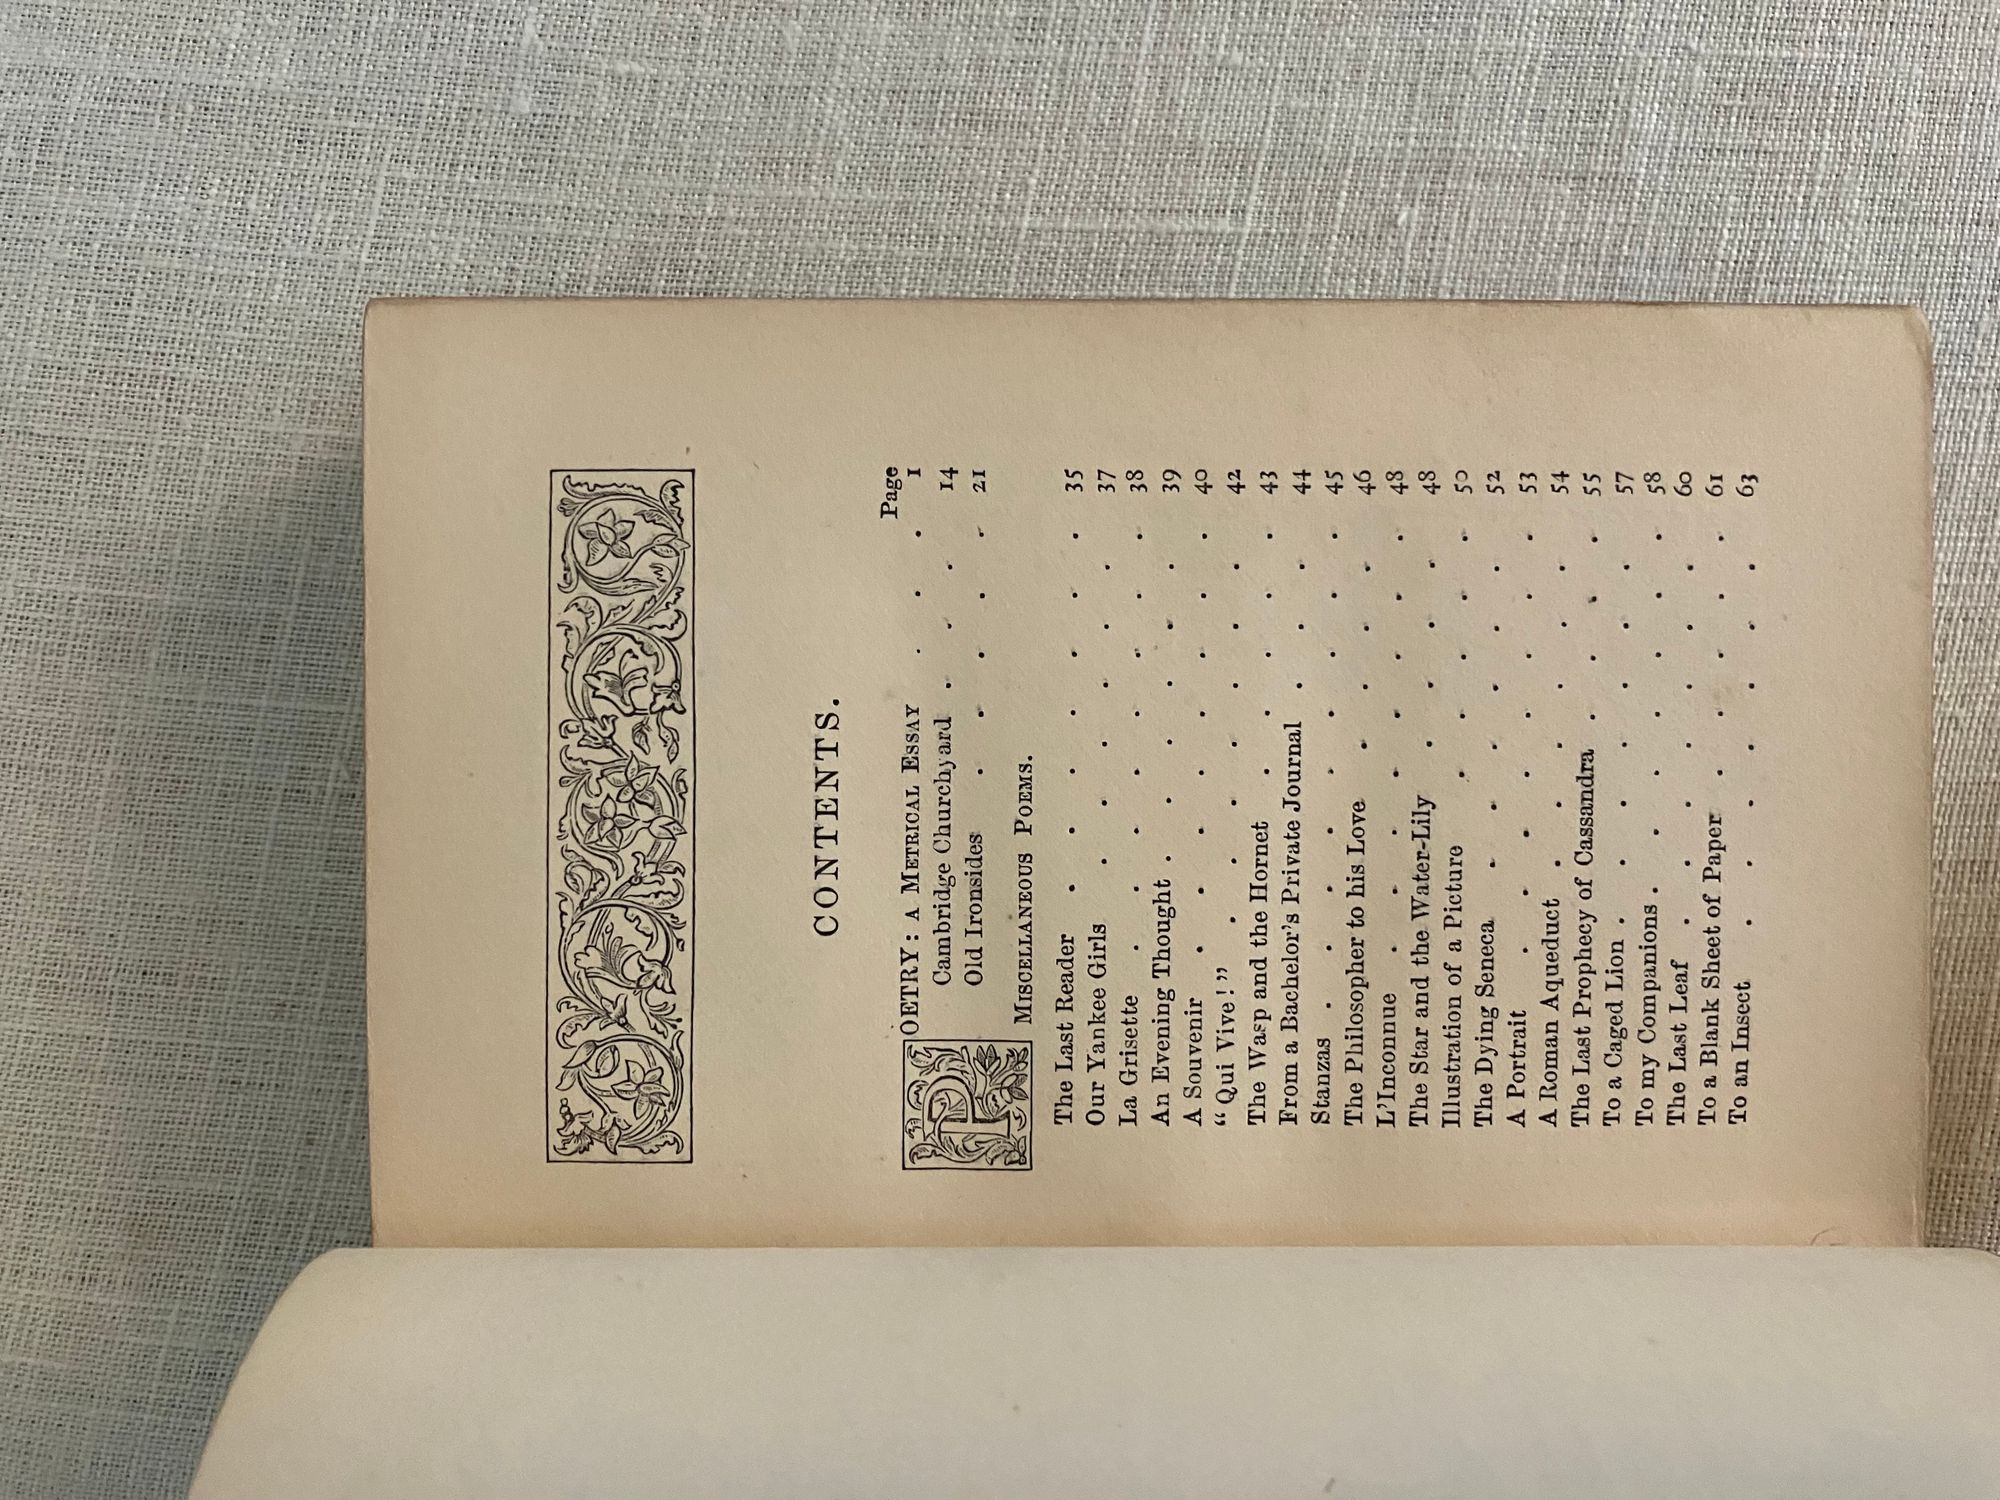 CONTENTS.
Page
POETRY: A METRICAL ESSAY . . . . 1
Cambridge Churchyard . . . . 14
Old Ironsides . . . . . 21
MISCELLANEOUS POEMS.
The Last Reader . . . . . . . 35
Our Yankee Girls . . . . . . 37
La Grisette . . . . . . . . 38
An Evening Thought . . . . . . 39
A Souvenir . . . . . . . . 40
“Qui Vive!” . . . . . . . 42
The Wasp and the Hornet . . . . . 43
From a Bachelor's Private Journal . . . 44
Stanzas . . . . . . . . . 45
The Philosopher to his Love . . . . 46
L'Inconnue . . . . . . . . 48
The Star and the Water-Lily . . . . 48
Illustration of a Picture . . . . . 50
The Dying Seneca . . . . . . 52
A Portrait . . . . . . . . 53
A Roman Aqueduct . . . . . . 54
The Last Prophecy of Cassandra . . . . 55
To a Caged Lion . . . . . . . 57
To my Companions . . . . . . . 58
The Last Leaf . . . . . . . 60
To a Blank Sheet of Paper . . . . . 61
To an Insect . . . . . . . 63